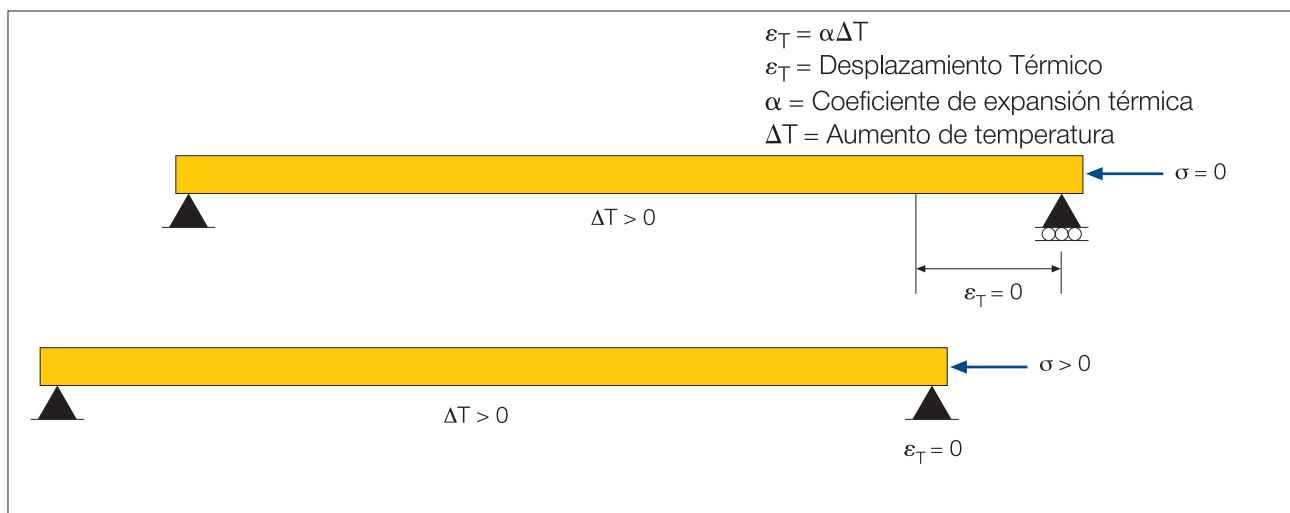 εT = αΔT
εT = Desplazamiento Térmico
α = Coeficiente de expansión térmica
ΔT = Aumento de temperatura
σ = 0
ΔT > 0
εT = 0
σ > 0
ΔT > 0
εT = 0